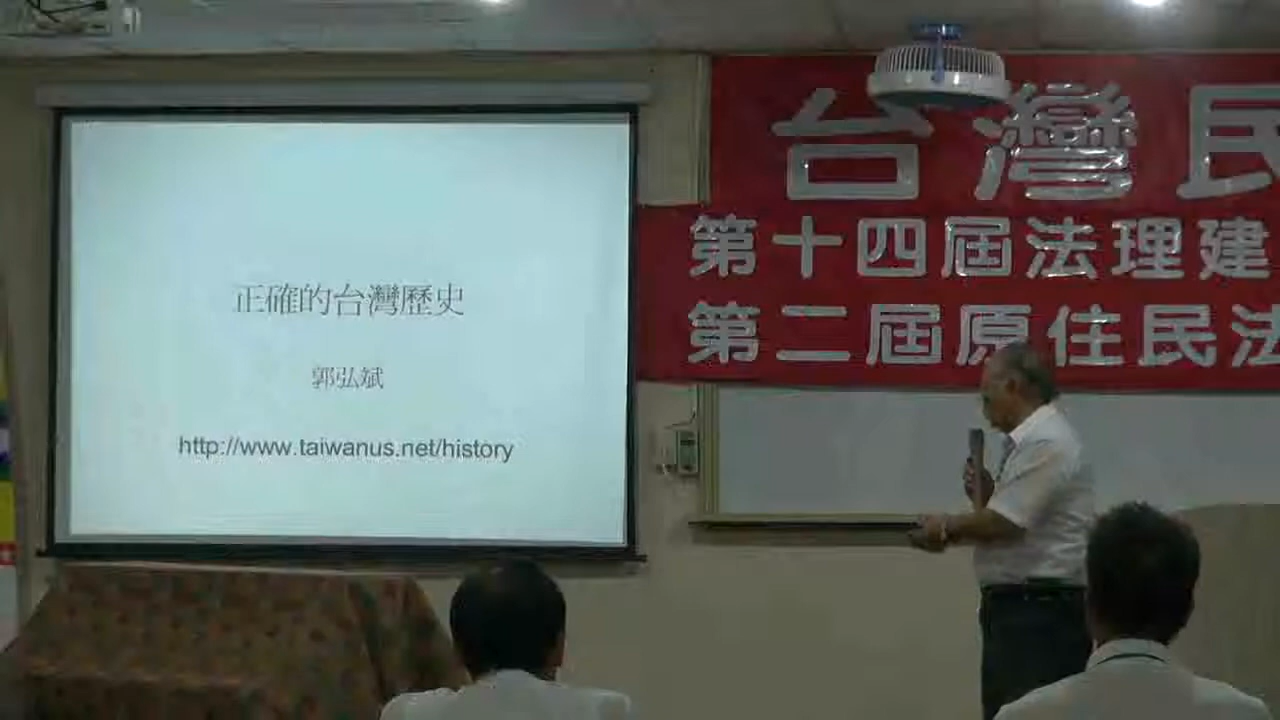 正確的台灣歷史
郭弘斌
http://www.taiwanus.net/history
台灣民
第十四屆法理建
第二屆原住民法